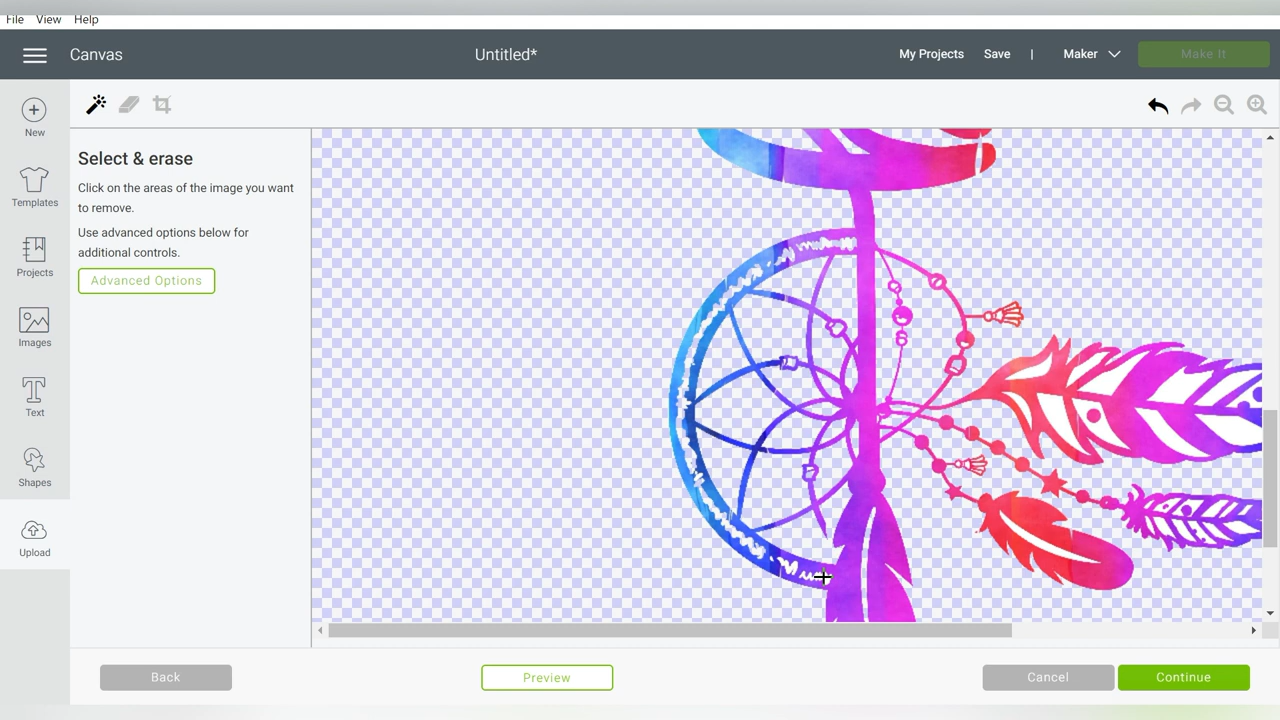 File View Help
Canvas
Untitled*
My Projects Save | Maker
Make It
New
Templates
Projects
Images
Text
Shapes
Upload
Select & erase
Click on the areas of the image you want
to remove.
Use advanced options below for
additional controls.
Advanced Options
Back
Preview
Cancel
Continue